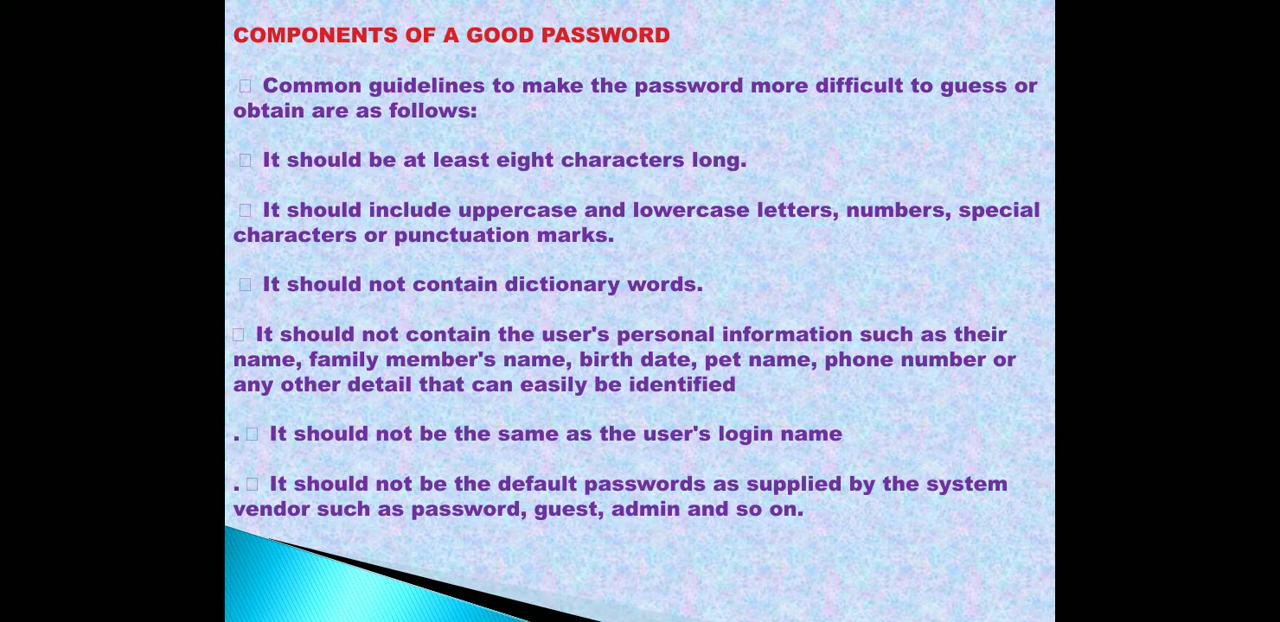 COMPONENTS OF A GOOD PASSWORD
Common guidelines to make the password more difficult to guess or
obtain are as follows:
It should be at least eight characters long.
It should include uppercase and lowercase letters, numbers, special
characters or punctuation marks.
It should not contain dictionary words.
It should not contain the user's personal information such as their
name, family member's name, birth date, pet name, phone number or
any other detail that can easily be identified
. It should not be the same as the user's login name
. It should not be the default passwords as supplied by the system
vendor such as password, guest, admin and so on.